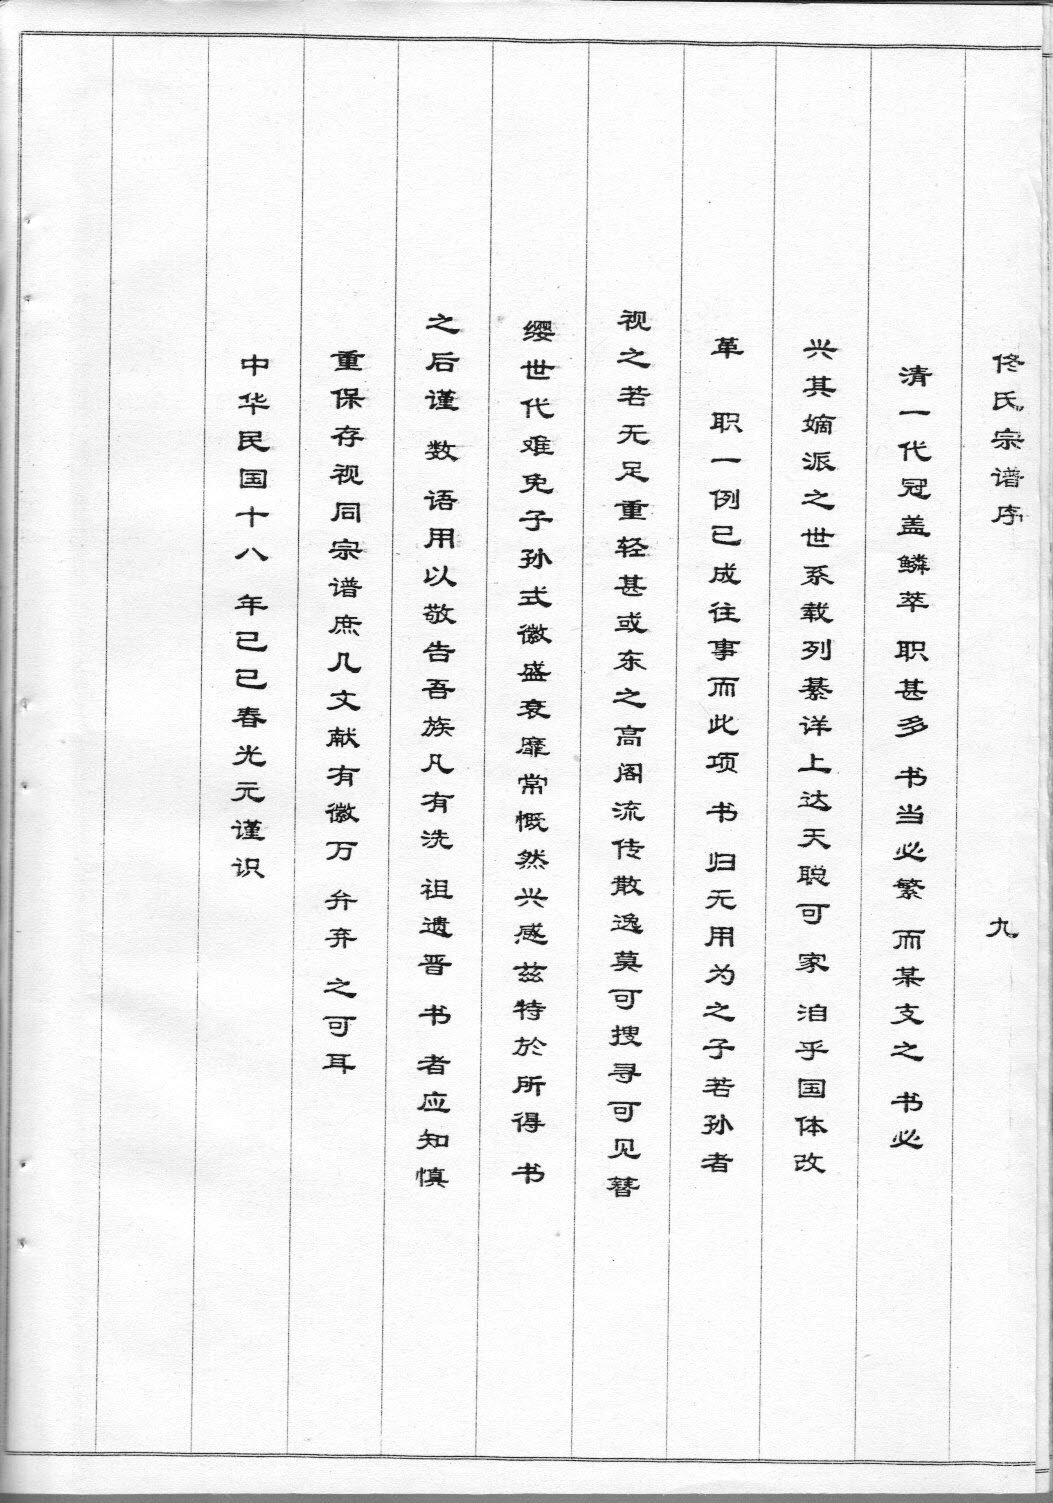 佟氏宗谱序 九
清一代冠盖鳞萃 职甚多 书当必繁 而某支之 书必
兴其嫡派之世系载列綦详上达天聪可 家 洎乎国体改
革 职一例已成往事而此项 书 归无用为之子若孙者
视之若无足重轻甚或东之高阁流传散逸莫可搜寻可见簪
缨世代难免子孙式微盛衰靡常慨然兴感兹特於所得 书
之后谨 数 语用以敬告吾族凡有洗 祖遗晋 书 者应知慎
重保存视同宗谱庶几文献有徵万 弁弃 之可耳
中华民国十八 年己巳春光元谨识